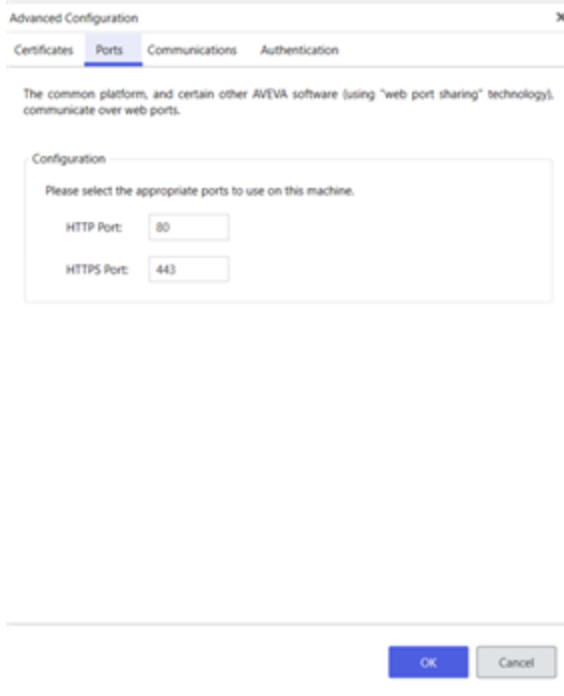 Advanced Configuration
Certificates Ports Communications Authentication
The common platform, and certain other AVEVA software (using "web port sharing" technology),
communicate over web ports.
Configuration
Please select the appropriate ports to use on this machine.
HTTP Port: 80
HTTPS Port: 443
OK Cancel